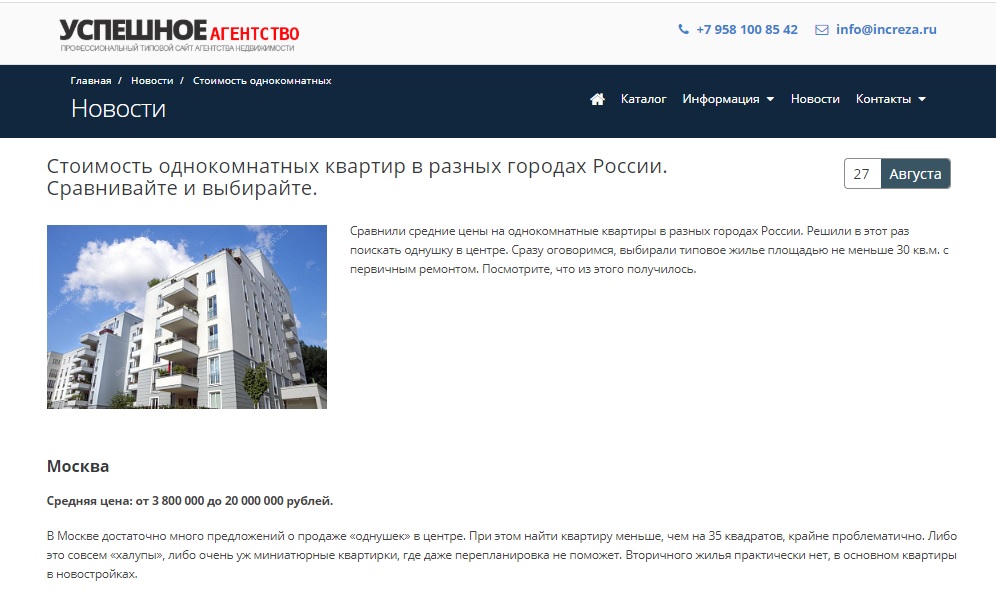 УСПЕШНОЕ АГЕНТСТВО
ПРОФЕССИОНАЛЬНЫЙ ТИПОВОЙ САЙТ АГЕНТСТВА НЕДВИЖИМОСТИ
+7 958 100 85 42 info@increza.ru
Главная / Новости / Стоимость однокомнатных
Новости
Каталог Информация Новости Контакты
Стоимость однокомнатных квартир в разных городах России.
Сравнивайте и выбирайте.
27 Августа
Сравнили средние цены на однокомнатные квартиры в разных городах России. Решили в этот раз
поискать однушку в центре. Сразу оговоримся, выбирали типовое жилье площадью не меньше 30 кв.м. с
первичным ремонтом. Посмотрите, что из этого получилось.
Москва
Средняя цена: от 3 800 000 до 20 000 000 рублей.
В Москве достаточно много предложений о продаже «однушек» в центре. При этом найти квартиру меньше, чем на 35 квадратов, крайне проблематично. Либо
это совсем «халупы», либо очень уж миниатюрные квартирки, где даже перепланировка не поможет. Вторичного жилья практически нет, в основном квартиры
в новостройках.